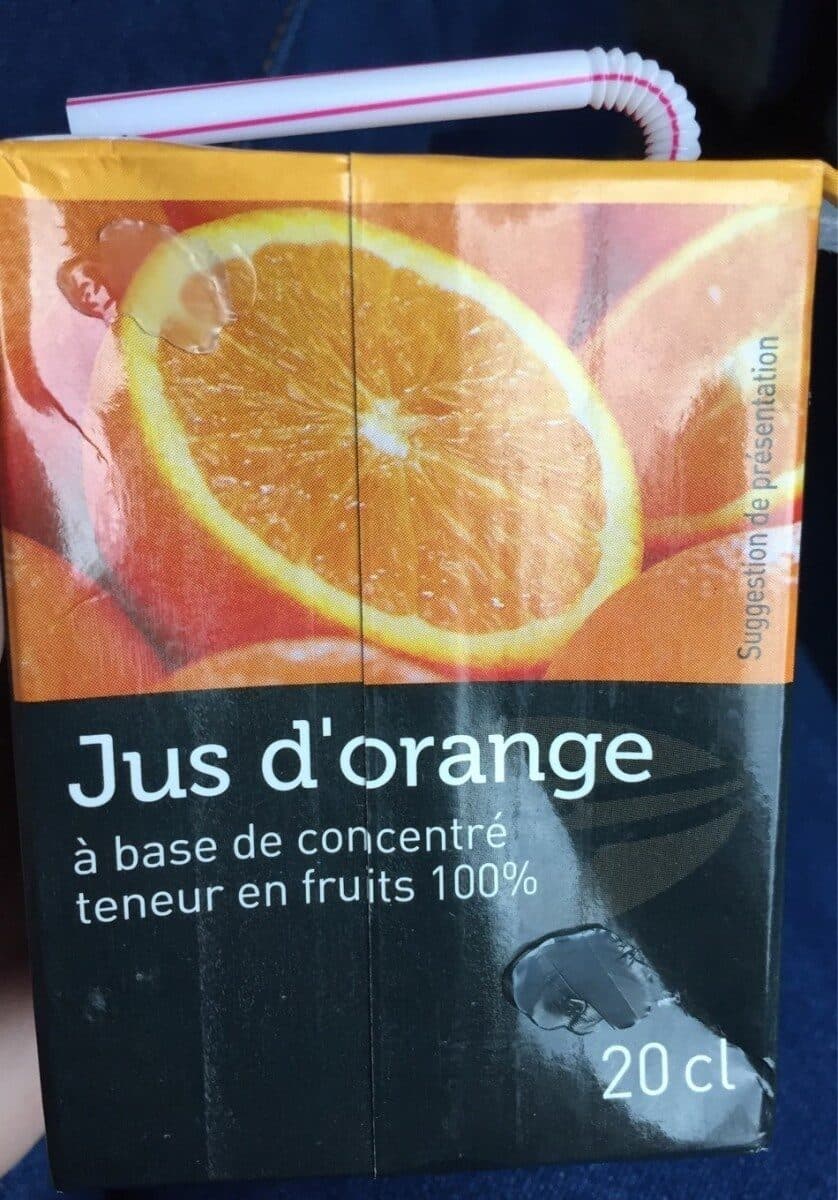 Suggestion de présentation
Jus d'orange
à base de concentré
teneur en fruits 100%
20 cl